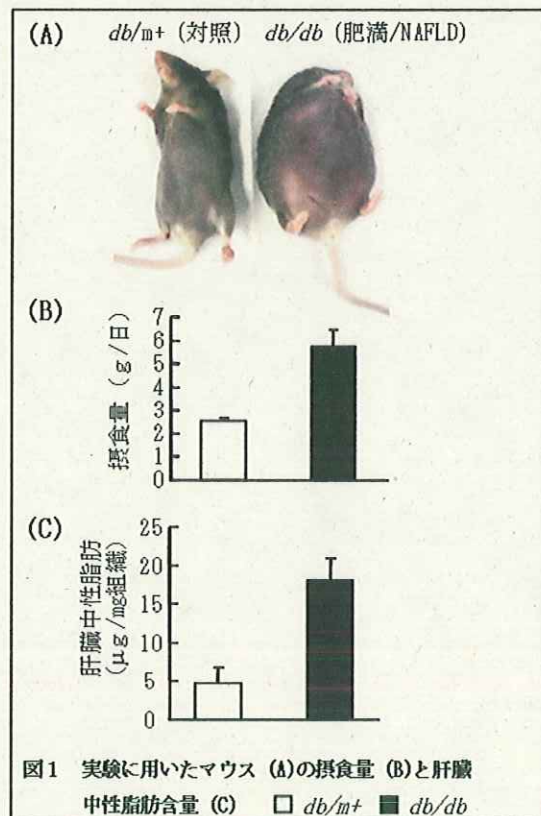 (A) db/m+ (対照) db/db (肥満/NAFLD)
(B)
摂食量 (g/日)
7
6
5
4
3
2
1
0
(C)
肝臓中性脂肪
(μg/mg組織)
25
20
15
10
5
0
図1 実験に用いたマウス (A)の摂食量 (B)と肝臓
中性脂肪含量 (C) □ db/m+ ■ db/db